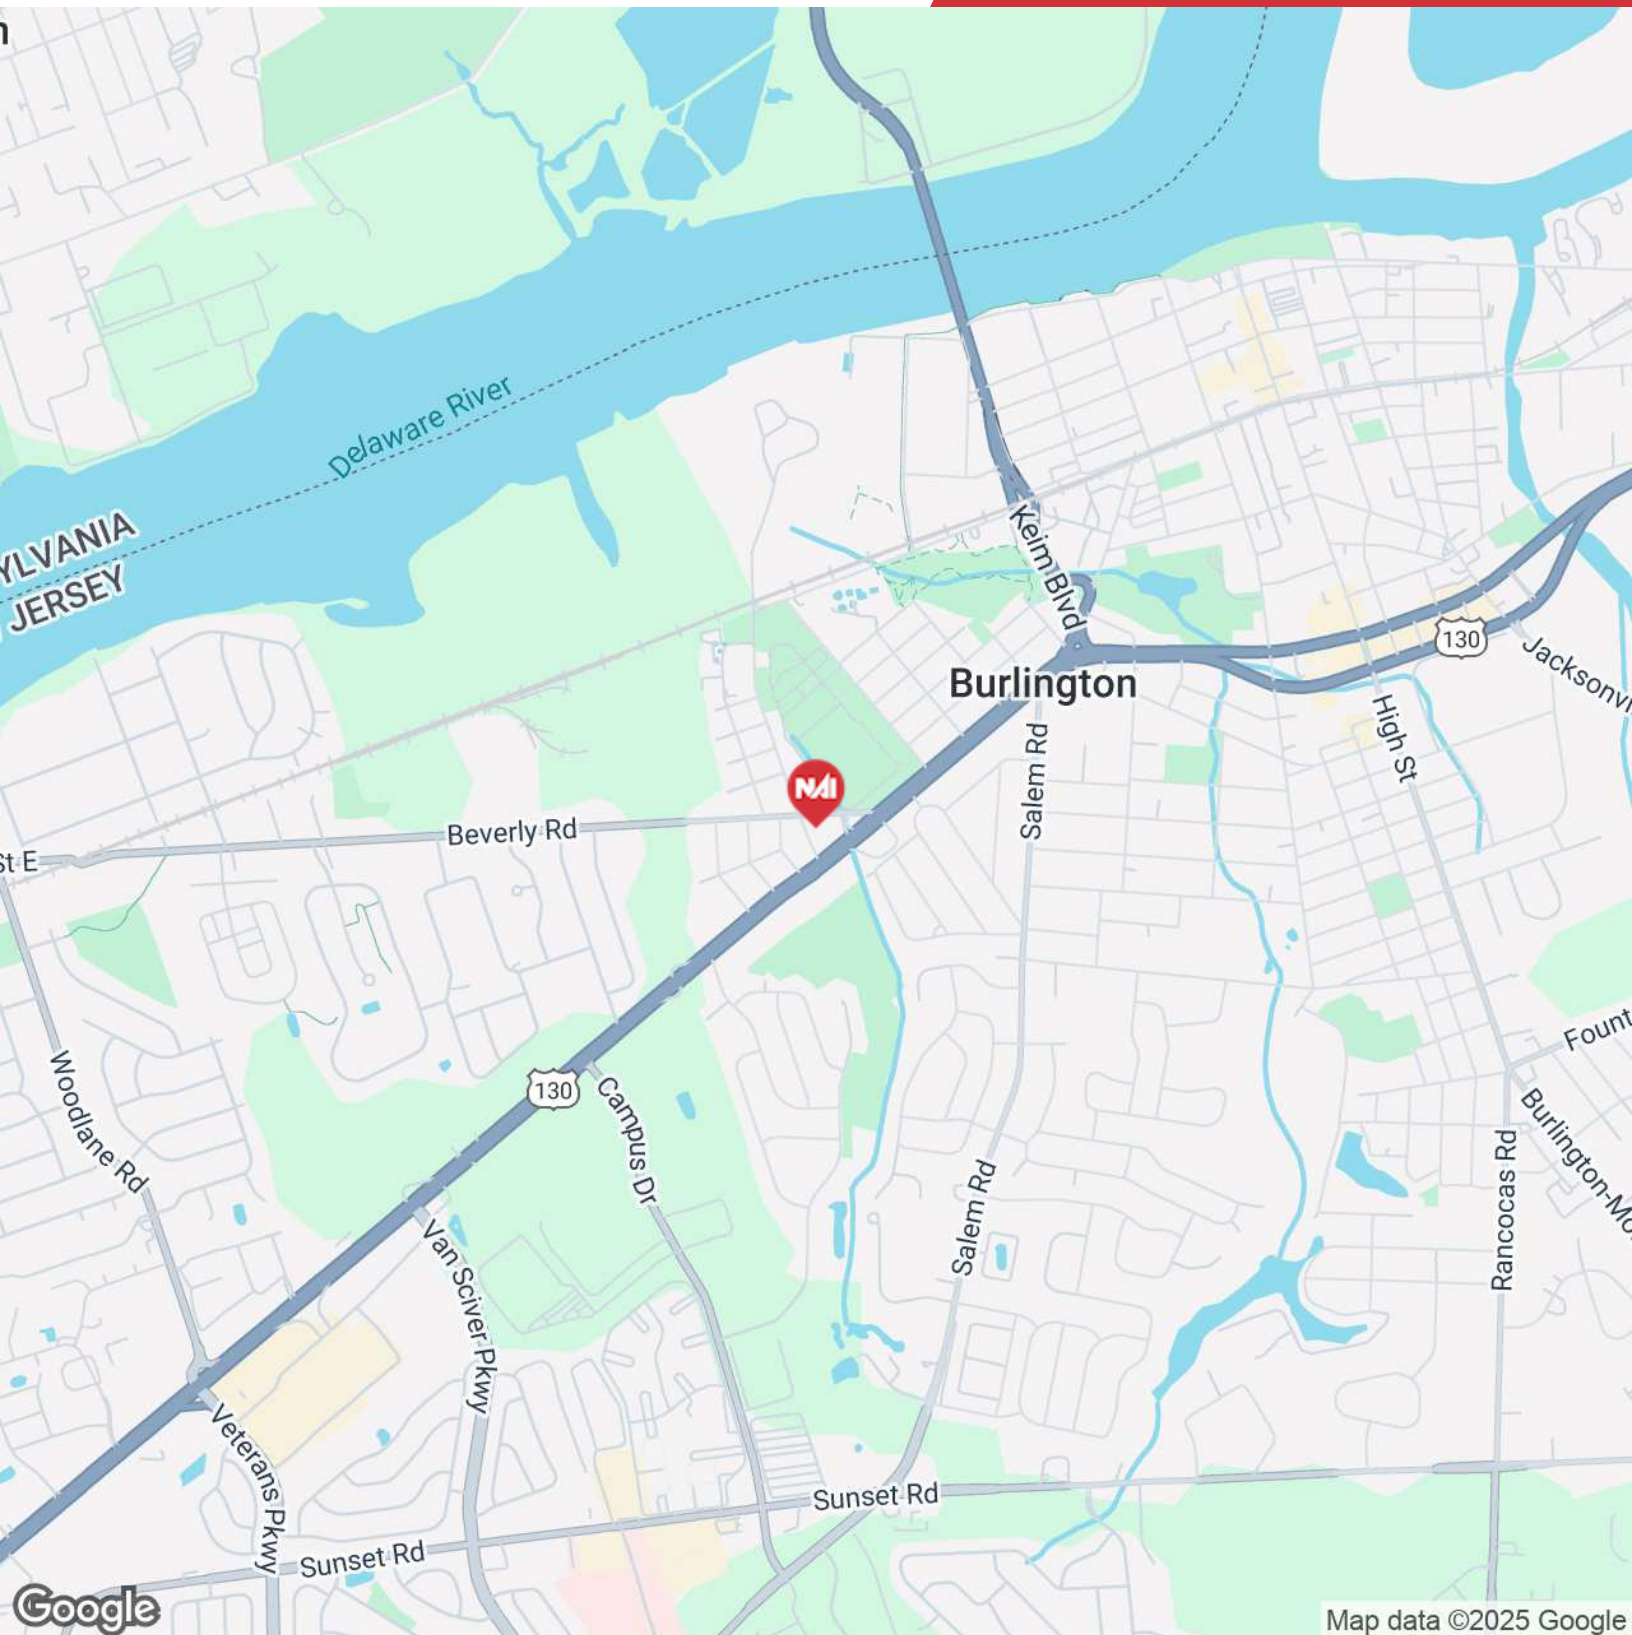 Delaware River
YLVANIA
JERSEY
Keim Blvd
130
Burlington
Jacksonvi
High St
Salem Rd
NAI
Beverly Rd
St E
Fount
Woodlane Rd
130
Campus Dr
Burlington-Mo
Rancocas Rd
Salem Rd
Van Sciver Pkwy
Veterans Pkwy
Sunset Rd
Sunset Rd
Google
Map data ©2025 Google